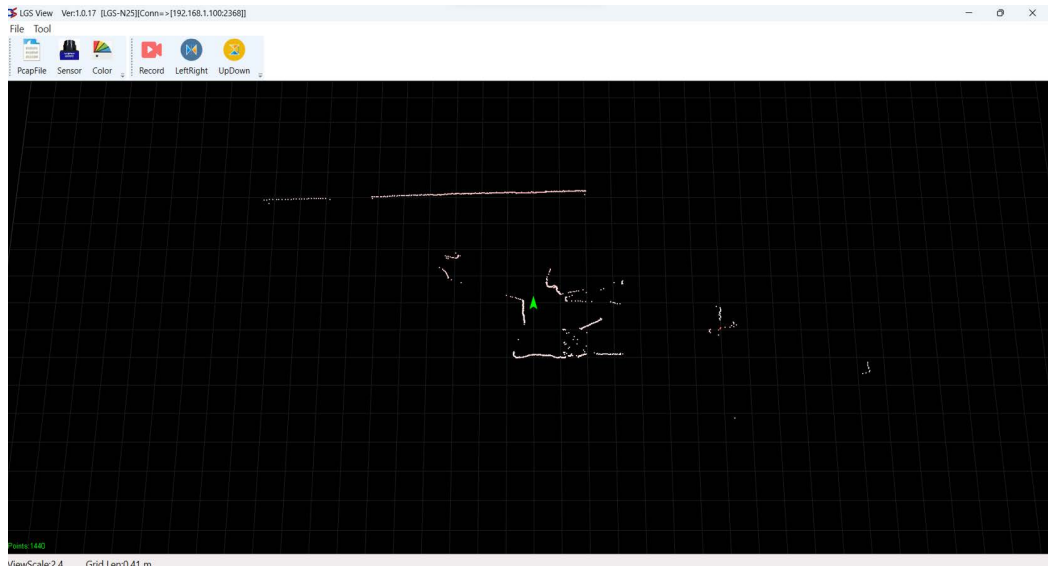 LGS View Ver:1.0.17 [LGS-N25][Conn=>[192.168.1.100:2368]]
File Tool
PcapFile Sensor Color Record LeftRight UpDown
Points:1440
ViewScale:2.4 Grid Len:0.41 m